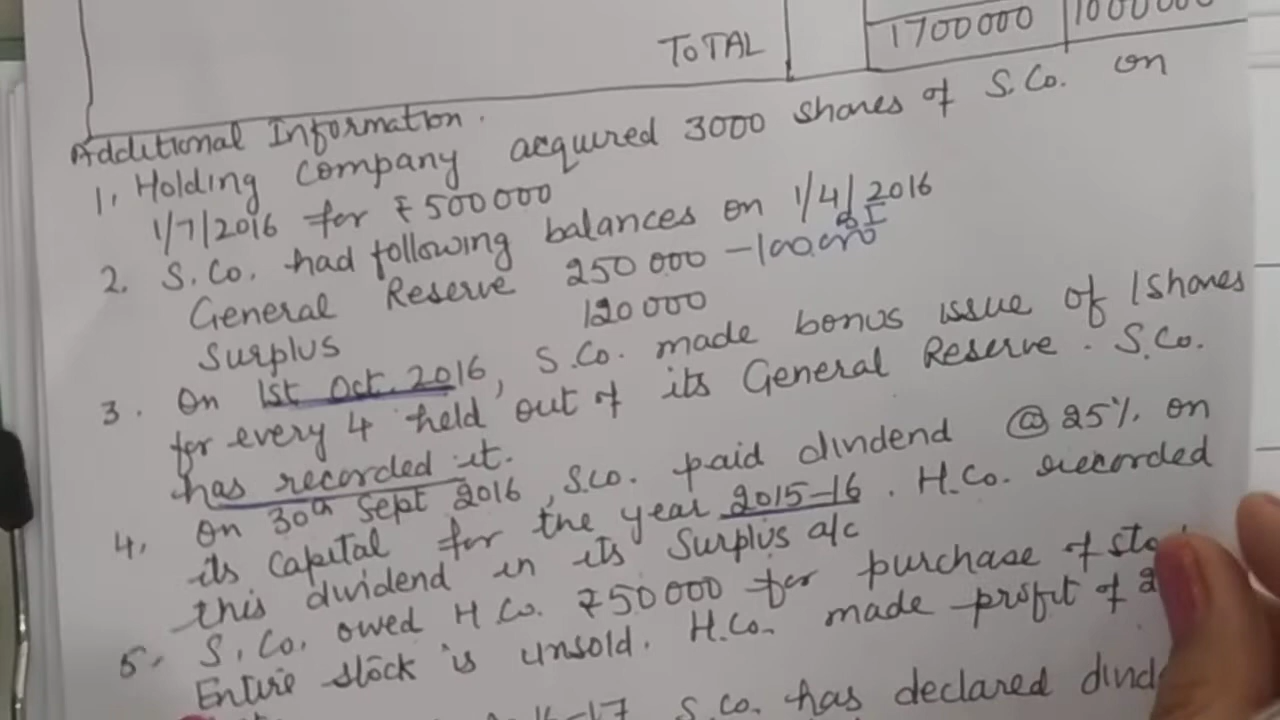 TOTAL 1700000
Additional Information.
1. Holding Company acquired 3000 shares of S.Co. on
1/7/2016 for ₹500000
2. S.Co. had following balances on 1/4/2016
General Reserve 250000 -100,000
Surplus 120000
3. On 1st Oct. 2016, S.Co. made bonus issue of 1 Shares
for every 4 held out of its General Reserve. S.Co.
has recorded it.
4. On 30th Sept 2016, S.Co. paid dividend @ 25% on
its Capital for the year 2015-16. H.Co. recorded
this dividend in its Surplus a/c
5. S.Co. owed H Co. ₹50000 for purchase of
Entire stock is unsold. H.Co. made profit of
S.Co. has declared